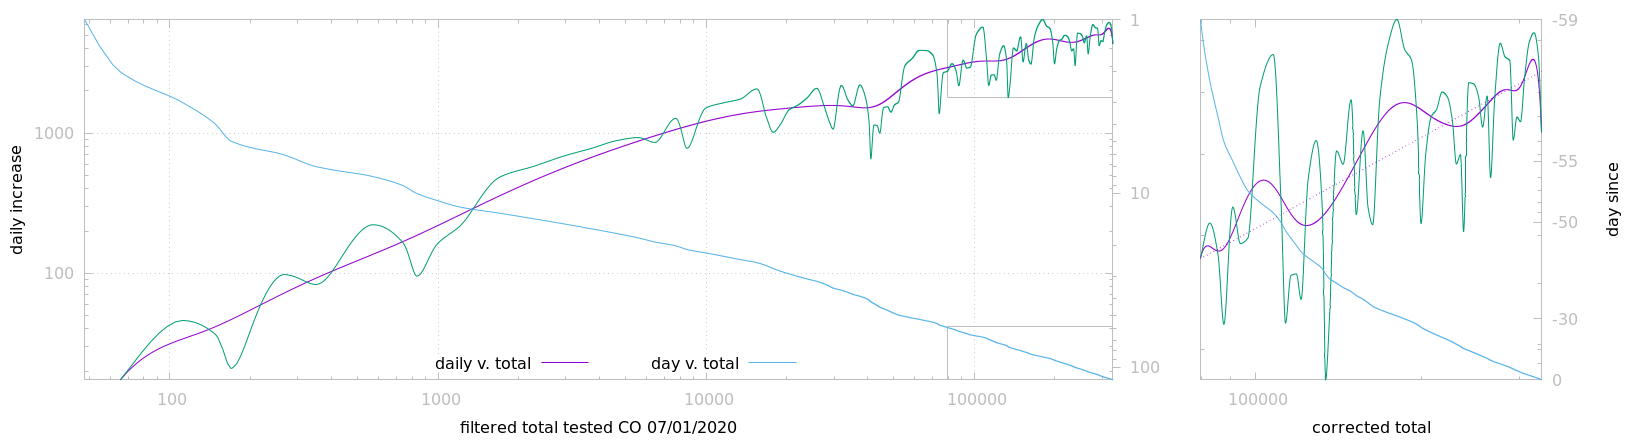 1
-59
1000
10
-55
-50
daily increase
day since
100
-30
daily v. total
day v. total
100
0
100
1000
10000
100000
100000
filtered total tested CO 07/01/2020
corrected total